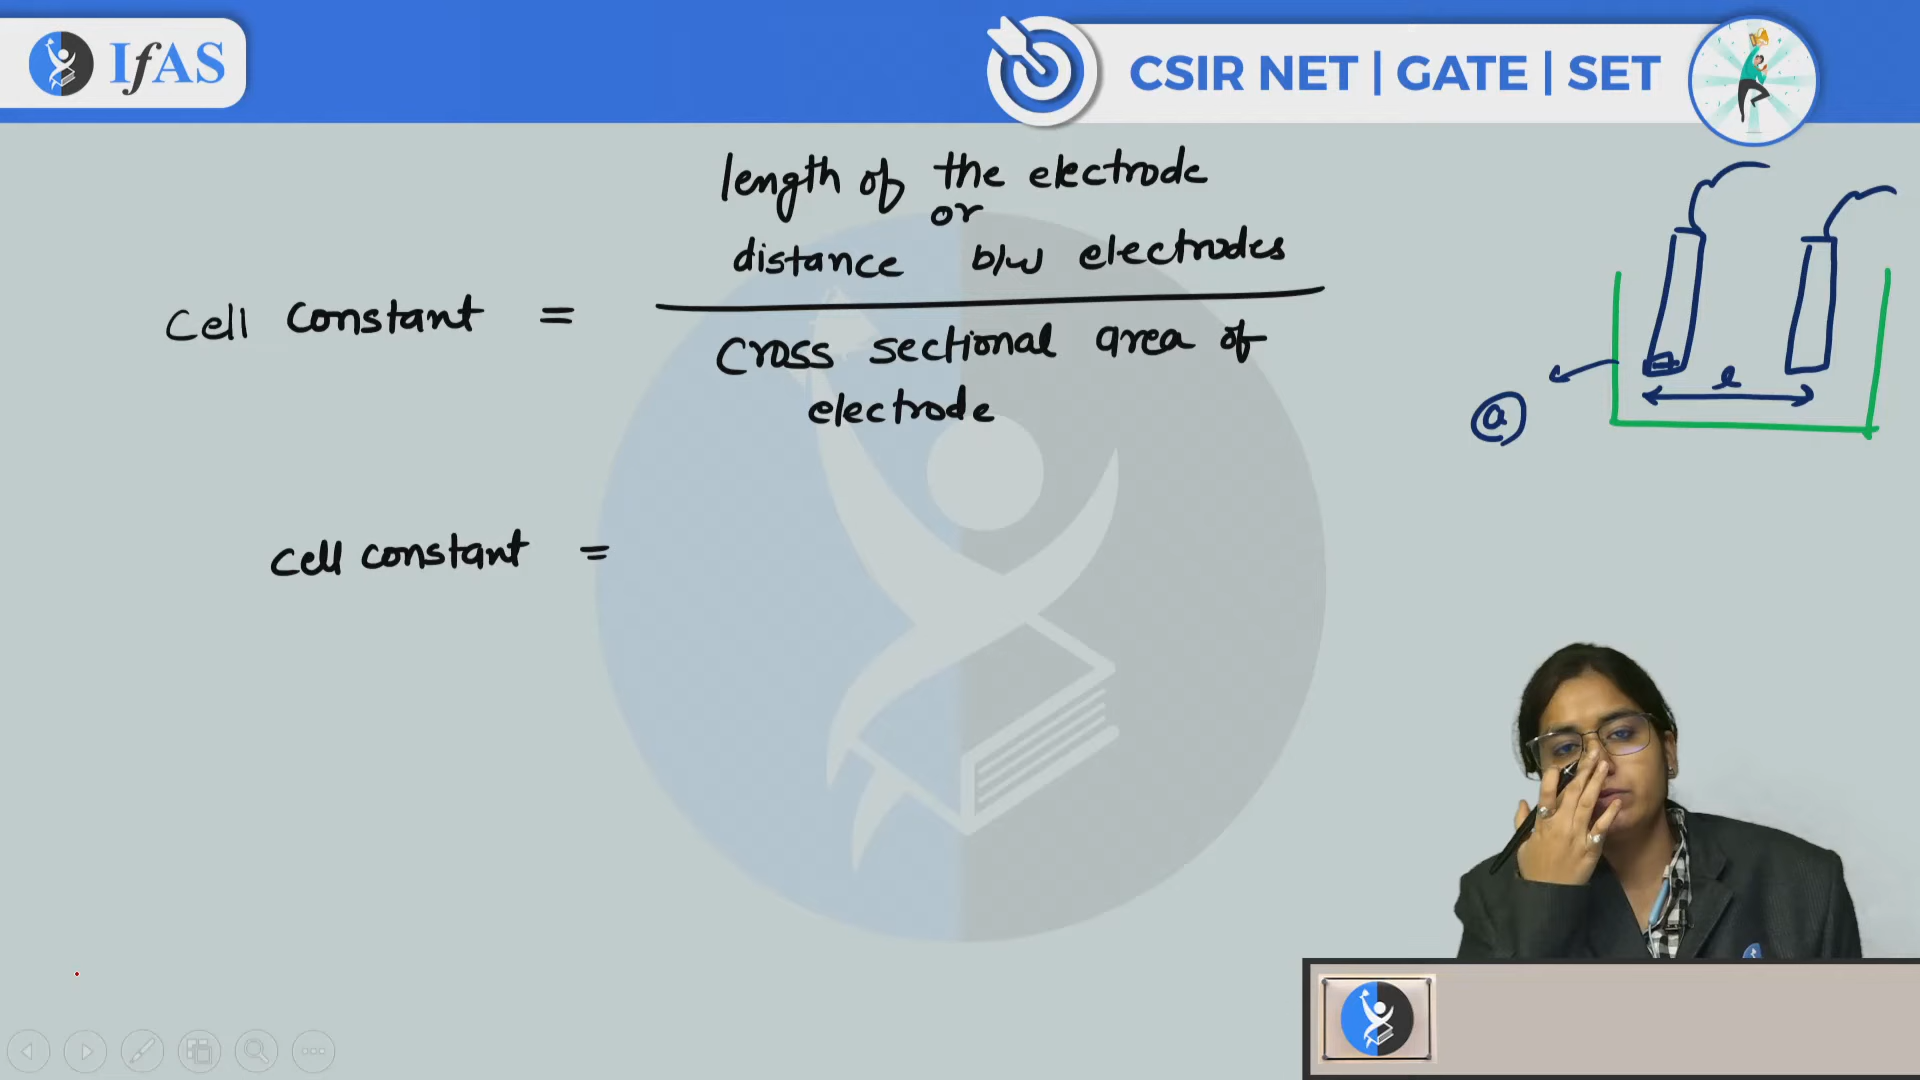 IfAS
CSIR NET | GATE | SET
length of the electrode
or
distance b/w electrodes
Cell Constant =
Cross sectional area of
electrode
l
a
Cell constant =